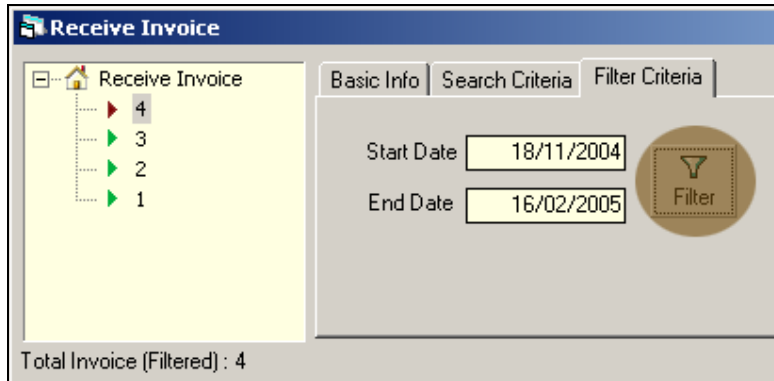 Receive Invoice
Receive Invoice
4
3
2
1
Total Invoice (Filtered) : 4
Basic Info
Search Criteria
Filter Criteria
Start Date 18/11/2004
End Date 16/02/2005
Filter